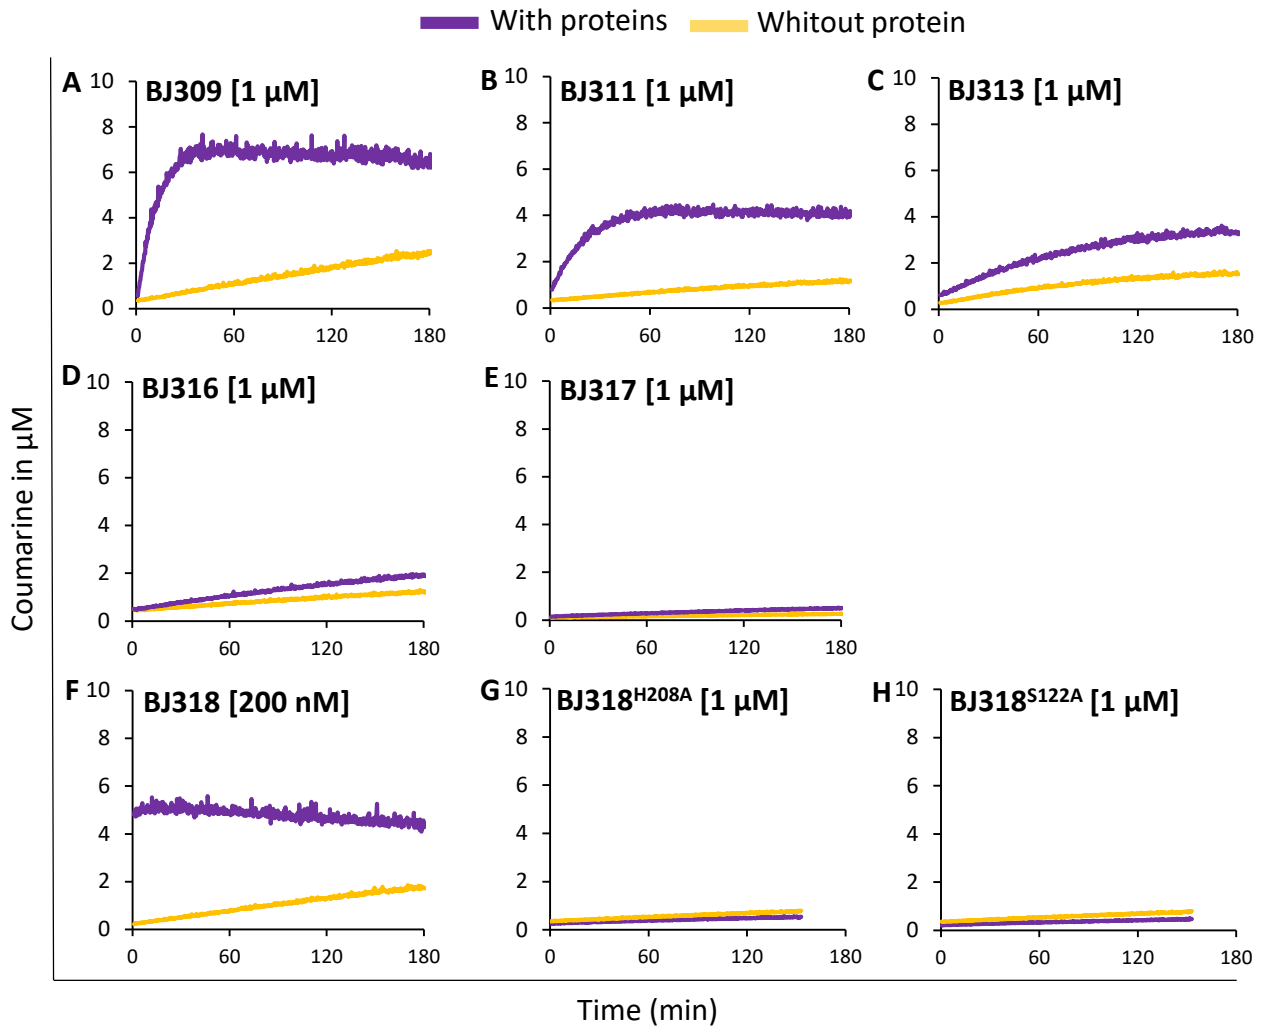 With proteins Whitout protein
A BJ309 [1 µM]
10
8
6
4
2
0
0 60 120 180
B BJ311 [1 µM]
10
8
6
4
2
0
0 60 120 180
C BJ313 [1 µM]
10
8
6
4
2
0
0 60 120 180
D BJ316 [1 µM]
10
8
6
4
2
0
0 60 120 180
E BJ317 [1 µM]
10
8
6
4
2
0
0 60 120 180
F BJ318 [200 nM]
10
8
6
4
2
0
0 60 120 180
G BJ318ᴴ²⁰⁸ᴬ [1 µM]
10
8
6
4
2
0
0 60 120 180
H BJ318S122A [1 µM]
10
8
6
4
2
0
0 60 120 180
Coumarine in µM
Time (min)